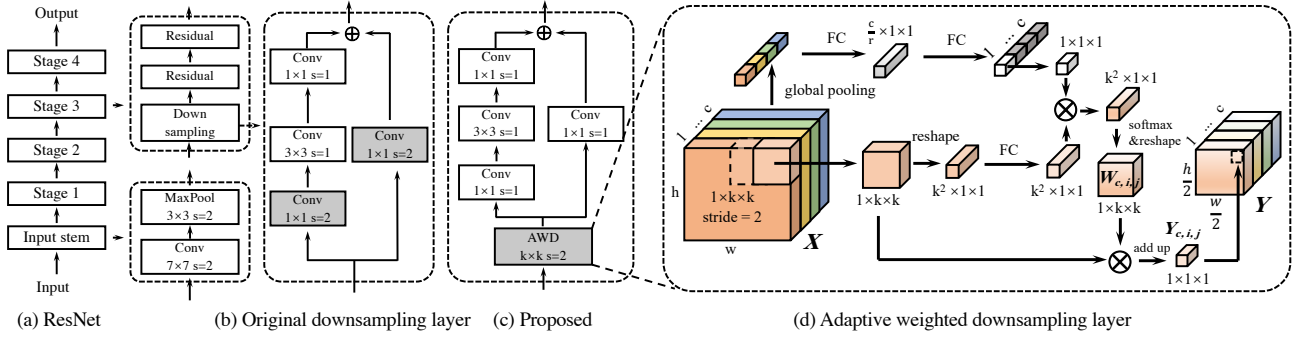 Output
Stage 4
Stage 3
Stage 2
Stage 1
Input stem
Input
(a) ResNet
Residual
Residual
Down
sampling
MaxPool
3×3 s=2
Conv
7×7 s=2
Conv
1×1 s=1
Conv
3×3 s=1
Conv
1×1 s=2
Conv
1×1 s=2
(b) Original downsampling layer
Conv
1×1 s=1
Conv
3×3 s=1
Conv
1×1 s=1
Conv
1×1 s=1
AWD
k×k s=2
(c) Proposed
FC
c/r ×1×1
FC
1 ... c
1×1×1
global pooling
k² ×1×1
softmax
&reshape
1 ... c
h
1×k×k
stride = 2
w
X
1×k×k
reshape
k² ×1×1
FC
k² ×1×1
W c, i, j
1×k×k
add up
Y c, i, j
1×1×1
1 ... c
h/2
w/2
Y
(d) Adaptive weighted downsampling layer